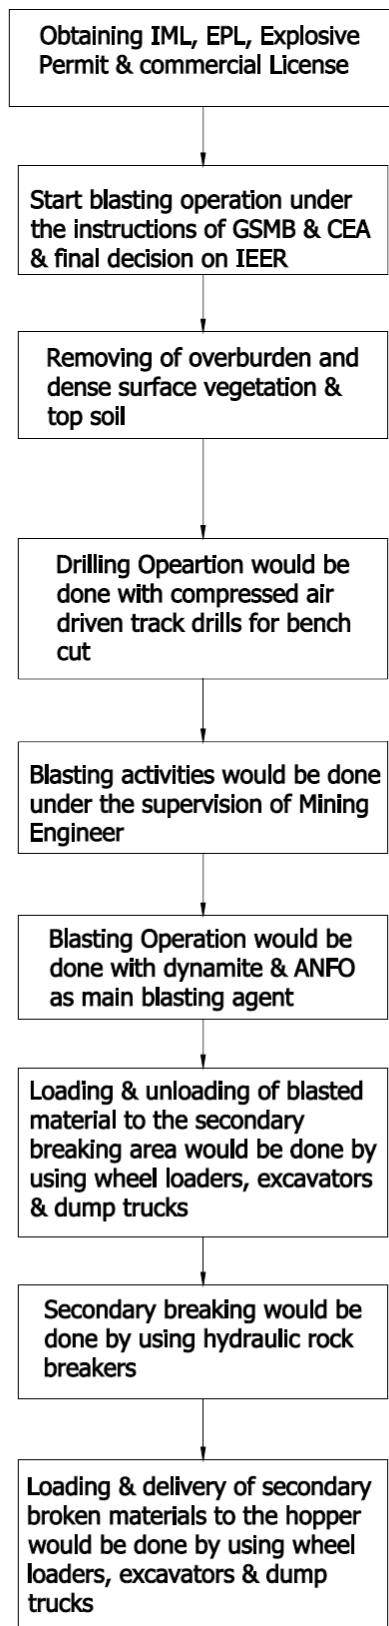 Obtaining IML, EPL, Explosive
Permit & commercial License
Start blasting operation under
the instructions of GSMB & CEA
& final decision on IEER
Removing of overburden and
dense surface vegetation &
top soil
Drilling Opeartion would be
done with compressed air
driven track drills for bench
cut
Blasting activities would be done
under the supervision of Mining
Engineer
Blasting Operation would be
done with dynamite & ANFO
as main blasting agent
Loading & unloading of blasted
material to the secondary
breaking area would be done by
using wheel loaders, excavators
& dump trucks
Secondary breaking would be
done by using hydraulic rock
breakers
Loading & delivery of secondary
broken materials to the hopper
would be done by using wheel
loaders, excavators & dump
trucks